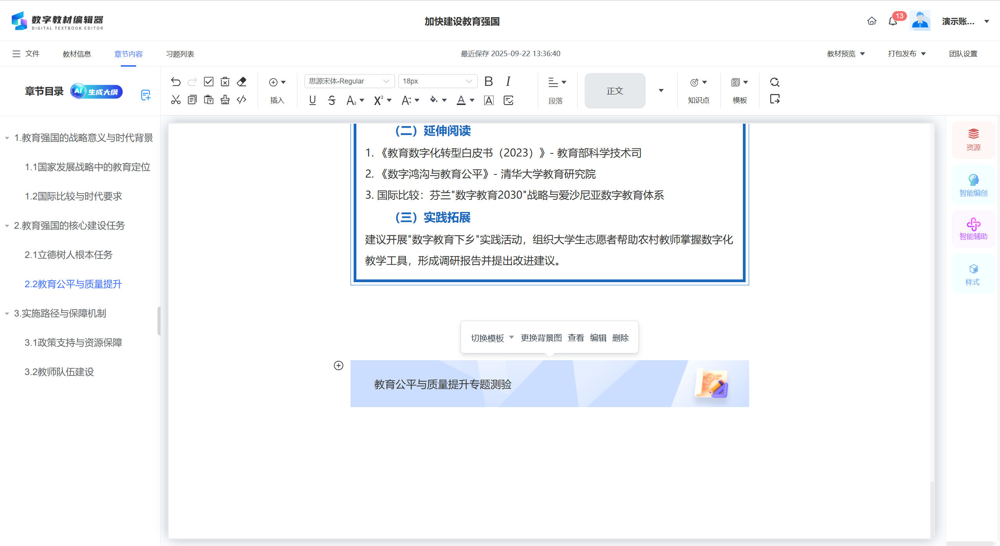 数字教材编辑器
DIGITAL TEXTBOOK EDITOR
加快建设教育强国
13
演示账...
文件
教材信息
章节内容
习题列表
最近保存 2025-09-22 13:36:40
教材预览
打包发布
团队设置
章节目录
AI 生成大纲
插入
思源宋体-Regular
18px
段落
正文
知识点
模板
1.教育强国的战略意义与时代背景
1.1国家发展战略中的教育定位
1.2国际比较与时代要求
2.教育强国的核心建设任务
2.1立德树人根本任务
2.2教育公平与质量提升
3.实施路径与保障机制
3.1政策支持与资源保障
3.2教师队伍建设
（二）延伸阅读
1. 《教育数字化转型白皮书（2023）》- 教育部科学技术司
2. 《数字鸿沟与教育公平》- 清华大学教育研究院
3. 国际比较：芬兰"数字教育2030"战略与爱沙尼亚数字教育体系
（三）实践拓展
建议开展"数字教育下乡"实践活动，组织大学生志愿者帮助农村教师掌握数字化
教学工具，形成调研报告并提出改进建议。
切换模板 更换背景图 查看 编辑 删除
教育公平与质量提升专题测验
资源
智能编创
智能辅助
样式